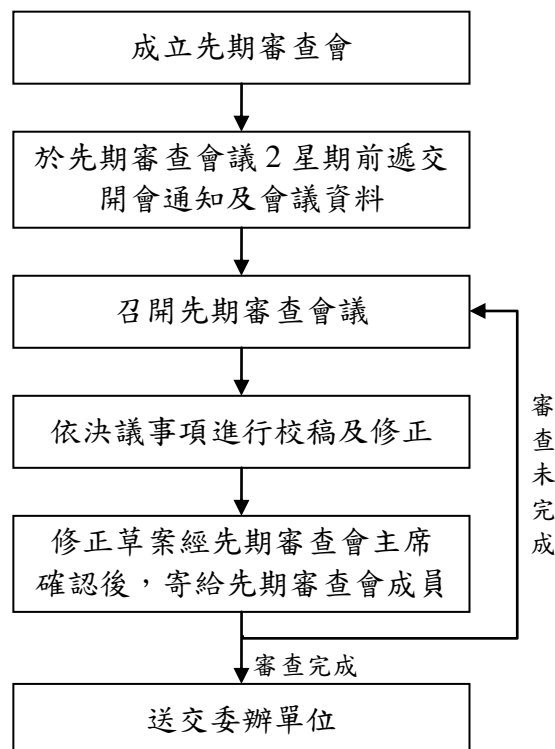 成立先期審查會
於先期審查會議 2 星期前遞交
開會通知及會議資料
召開先期審查會議
依決議事項進行校稿及修正
修正草案經先期審查會主席
確認後，寄給先期審查會成員
審查未完成
審查完成
送交委辦單位